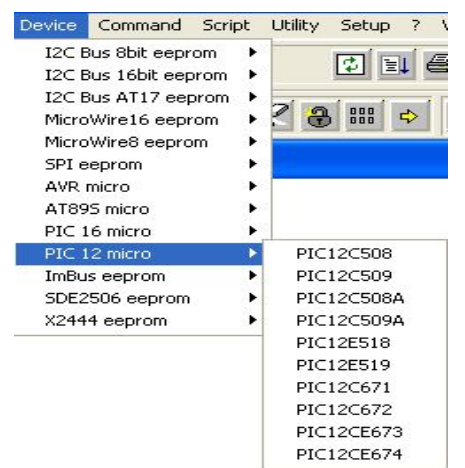 Device Command Script Utility Setup ?
I2C Bus 8bit eeprom
I2C Bus 16bit eeprom
I2C Bus AT17 eeprom
MicroWire16 eeprom
MicroWire8 eeprom
SPI eeprom
AVR micro
AT89S micro
PIC 16 micro
PIC 12 micro
ImBus eeprom
SDE2506 eeprom
X2444 eeprom
PIC12C508
PIC12C509
PIC12C508A
PIC12C509A
PIC12E518
PIC12E519
PIC12C671
PIC12C672
PIC12CE673
PIC12CE674